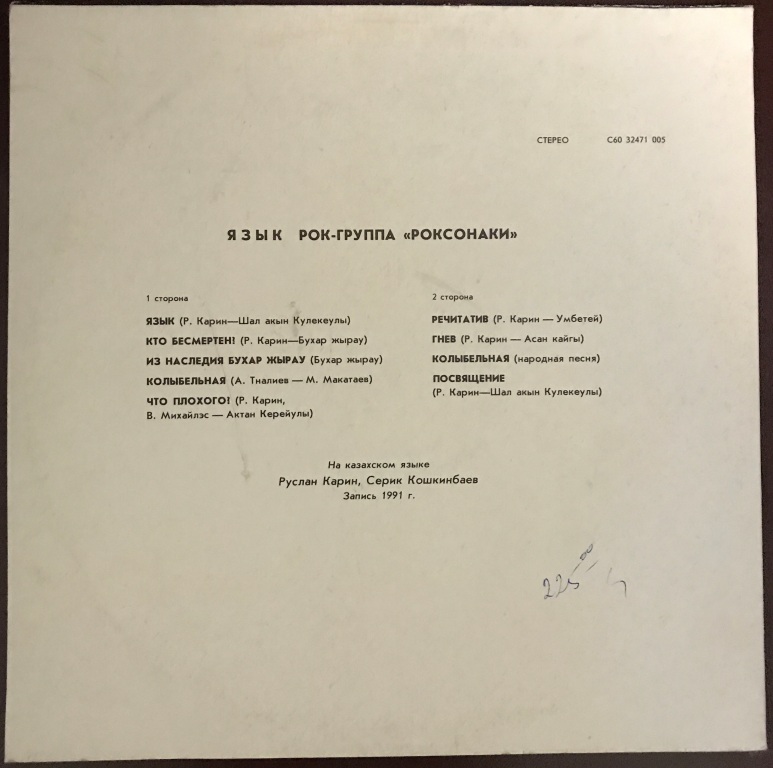 СТЕРЕО С60 32471 005
ЯЗЫК РОК-ГРУППА «РОКСОНАКИ»
1 сторона
ЯЗЫК (Р. Карин—Шал акын Кулекеулы)
КТО БЕСМЕРТЕН! (Р. Карин—Бухар жырау)
ИЗ НАСЛЕДИЯ БУХАР ЖЫРАУ (Бухар жырау)
КОЛЫБЕЛЬНАЯ (А. Тналиев — М. Макатаев)
ЧТО ПЛОХОГО! (Р. Карин,
В. Михайлэс — Актан Керейулы)
2 сторона
РЕЧИТАТИВ (Р. Карин — Умбетей)
ГНЕВ (Р. Карин — Асан кайгы)
КОЛЫБЕЛЬНАЯ (народная песня)
ПОСВЯЩЕНИЕ
(Р. Карин—Шал акын Кулекеулы)
На казахском языке
Руслан Карин, Серик Кошкинбаев
Запись 1991 г.